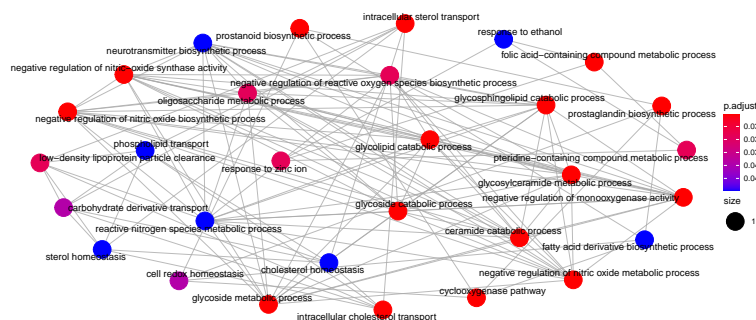 intracellular sterol transport
prostanoid biosynthetic process
response to ethanol
neurotransmitter biosynthetic process
folic acid−containing compound metabolic process
negative regulation of nitric−oxide synthase activity
negative regulation of reactive oxygen species biosynthetic process
oligosaccharide metabolic process
glycosphingolipid catabolic process
prostaglandin biosynthetic process
p.adjust
negative regulation of nitric oxide biosynthetic process
phospholipid transport
glycolipid catabolic process
low−density lipoprotein particle clearance
pteridine−containing compound metabolic process
response to zinc ion
glycosylceramide metabolic process
negative regulation of monooxygenase activity
size
carbohydrate derivative transport
glycoside catabolic process
1
reactive nitrogen species metabolic process
ceramide catabolic process
fatty acid derivative biosynthetic process
sterol homeostasis
cholesterol homeostasis
cell redox homeostasis
negative regulation of nitric oxide metabolic process
cyclooxygenase pathway
glycoside metabolic process
intracellular cholesterol transport